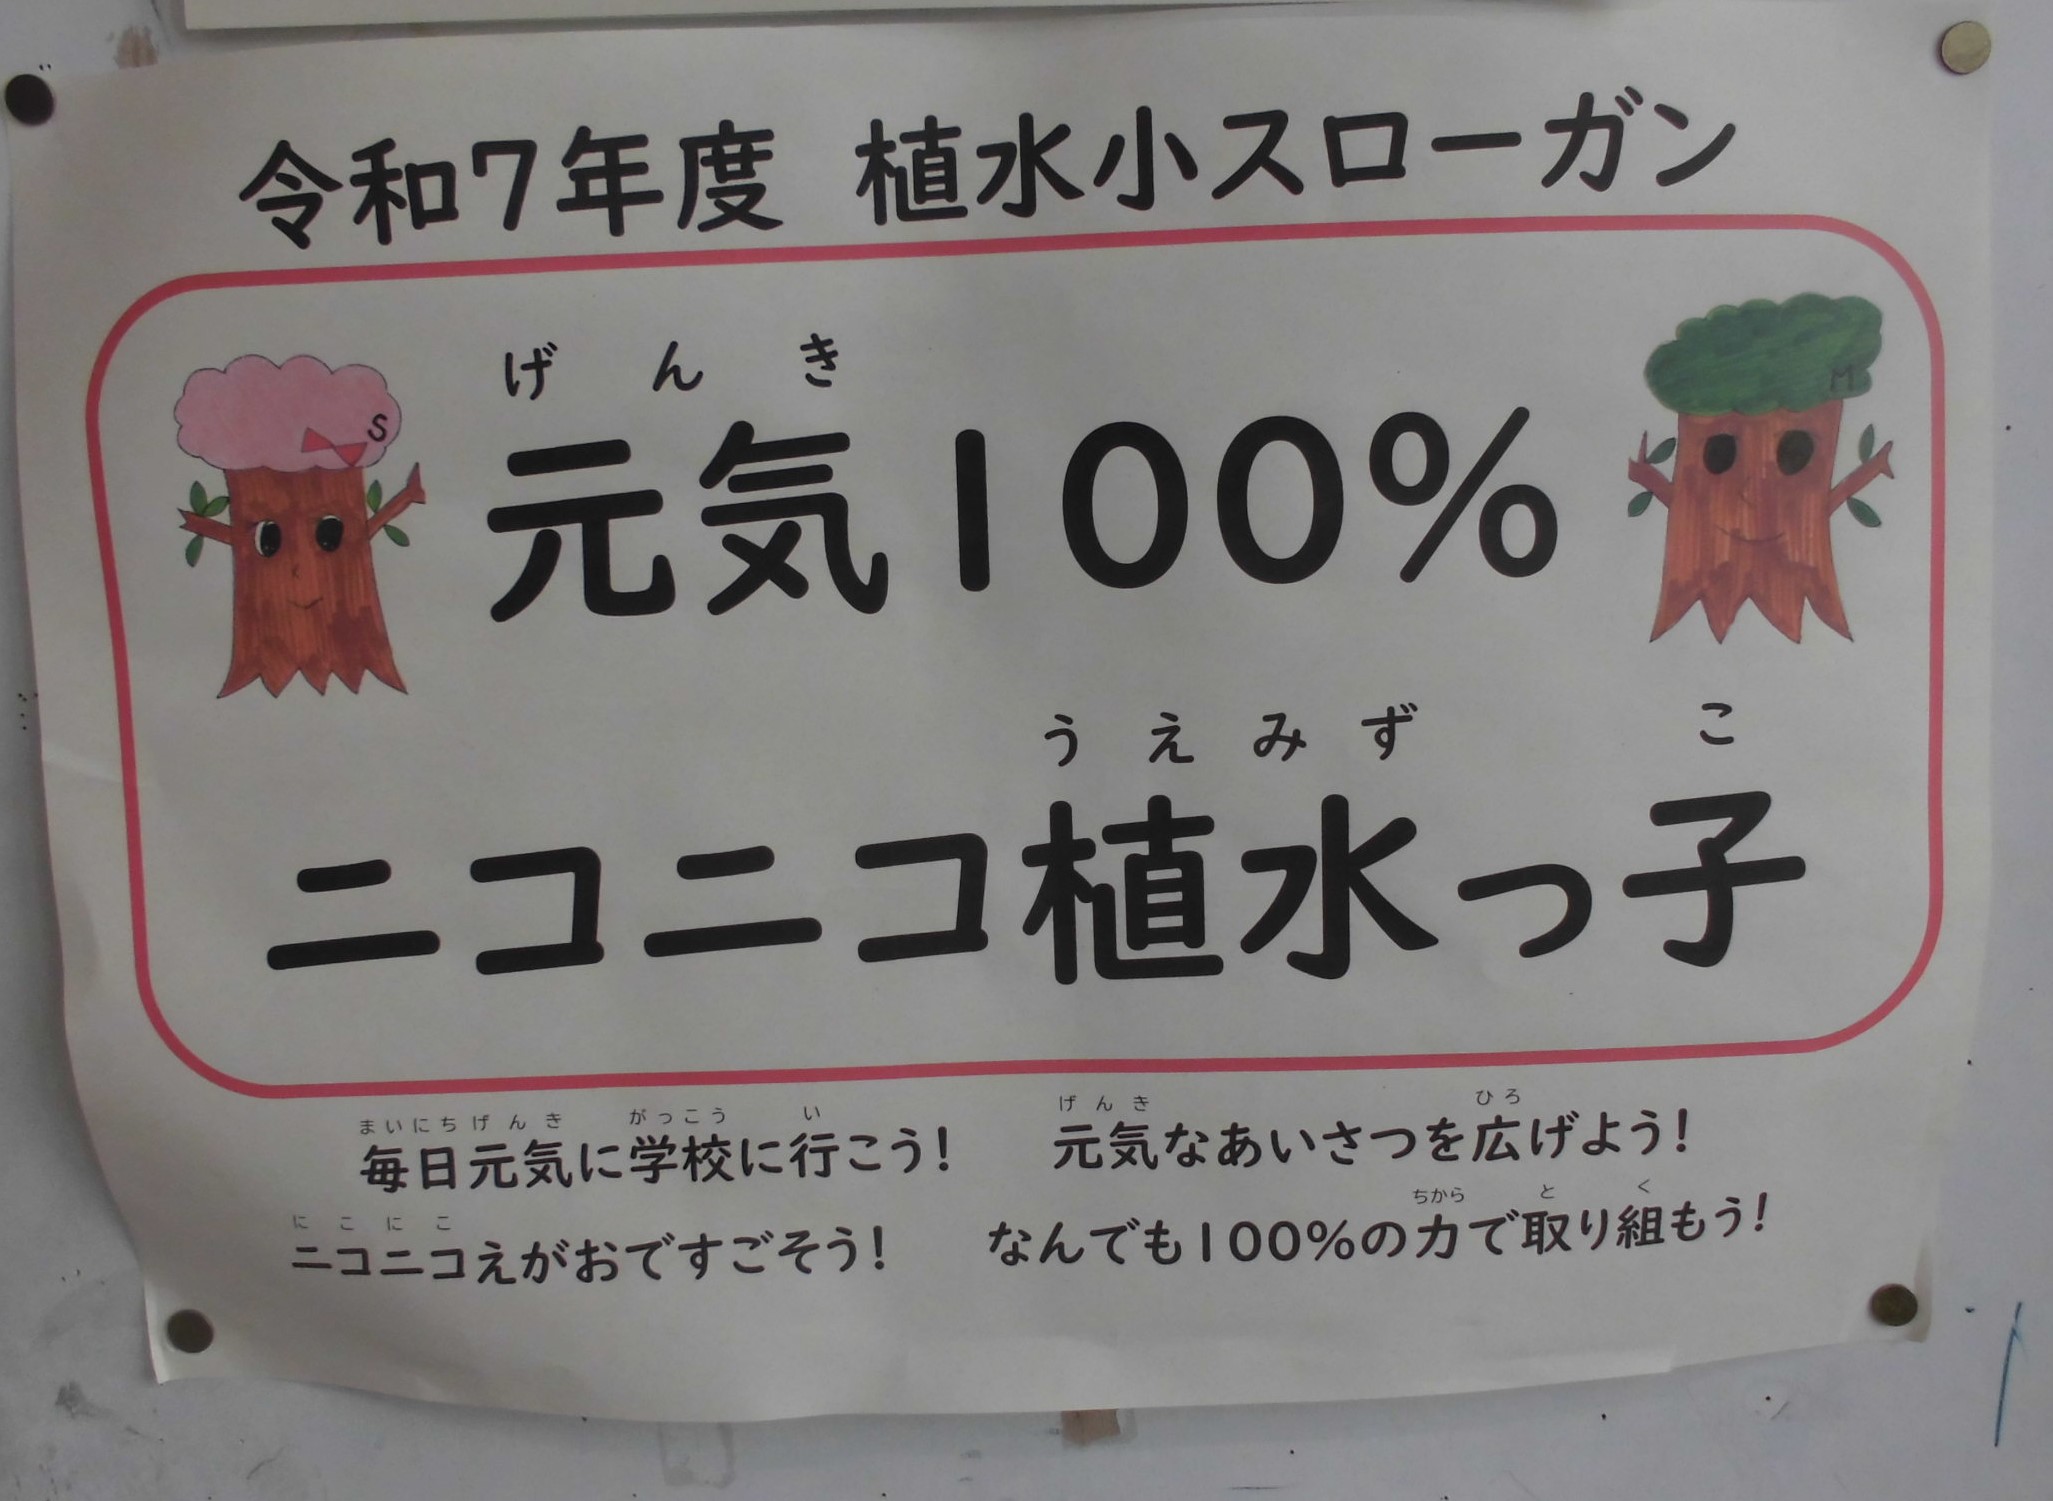 令和7年度 植水小スローガン
げんき
元気100%
S
M
うえみず こ
ニコニコ植水っ子
まいにちげんき がっこう い
毎日元気に学校に行こう!
げんき ひろ
元気なあいさつを広げよう!
にこにこ
ニコニコえがおですごそう!
ちから と く
なんでも100%の力で取り組もう!